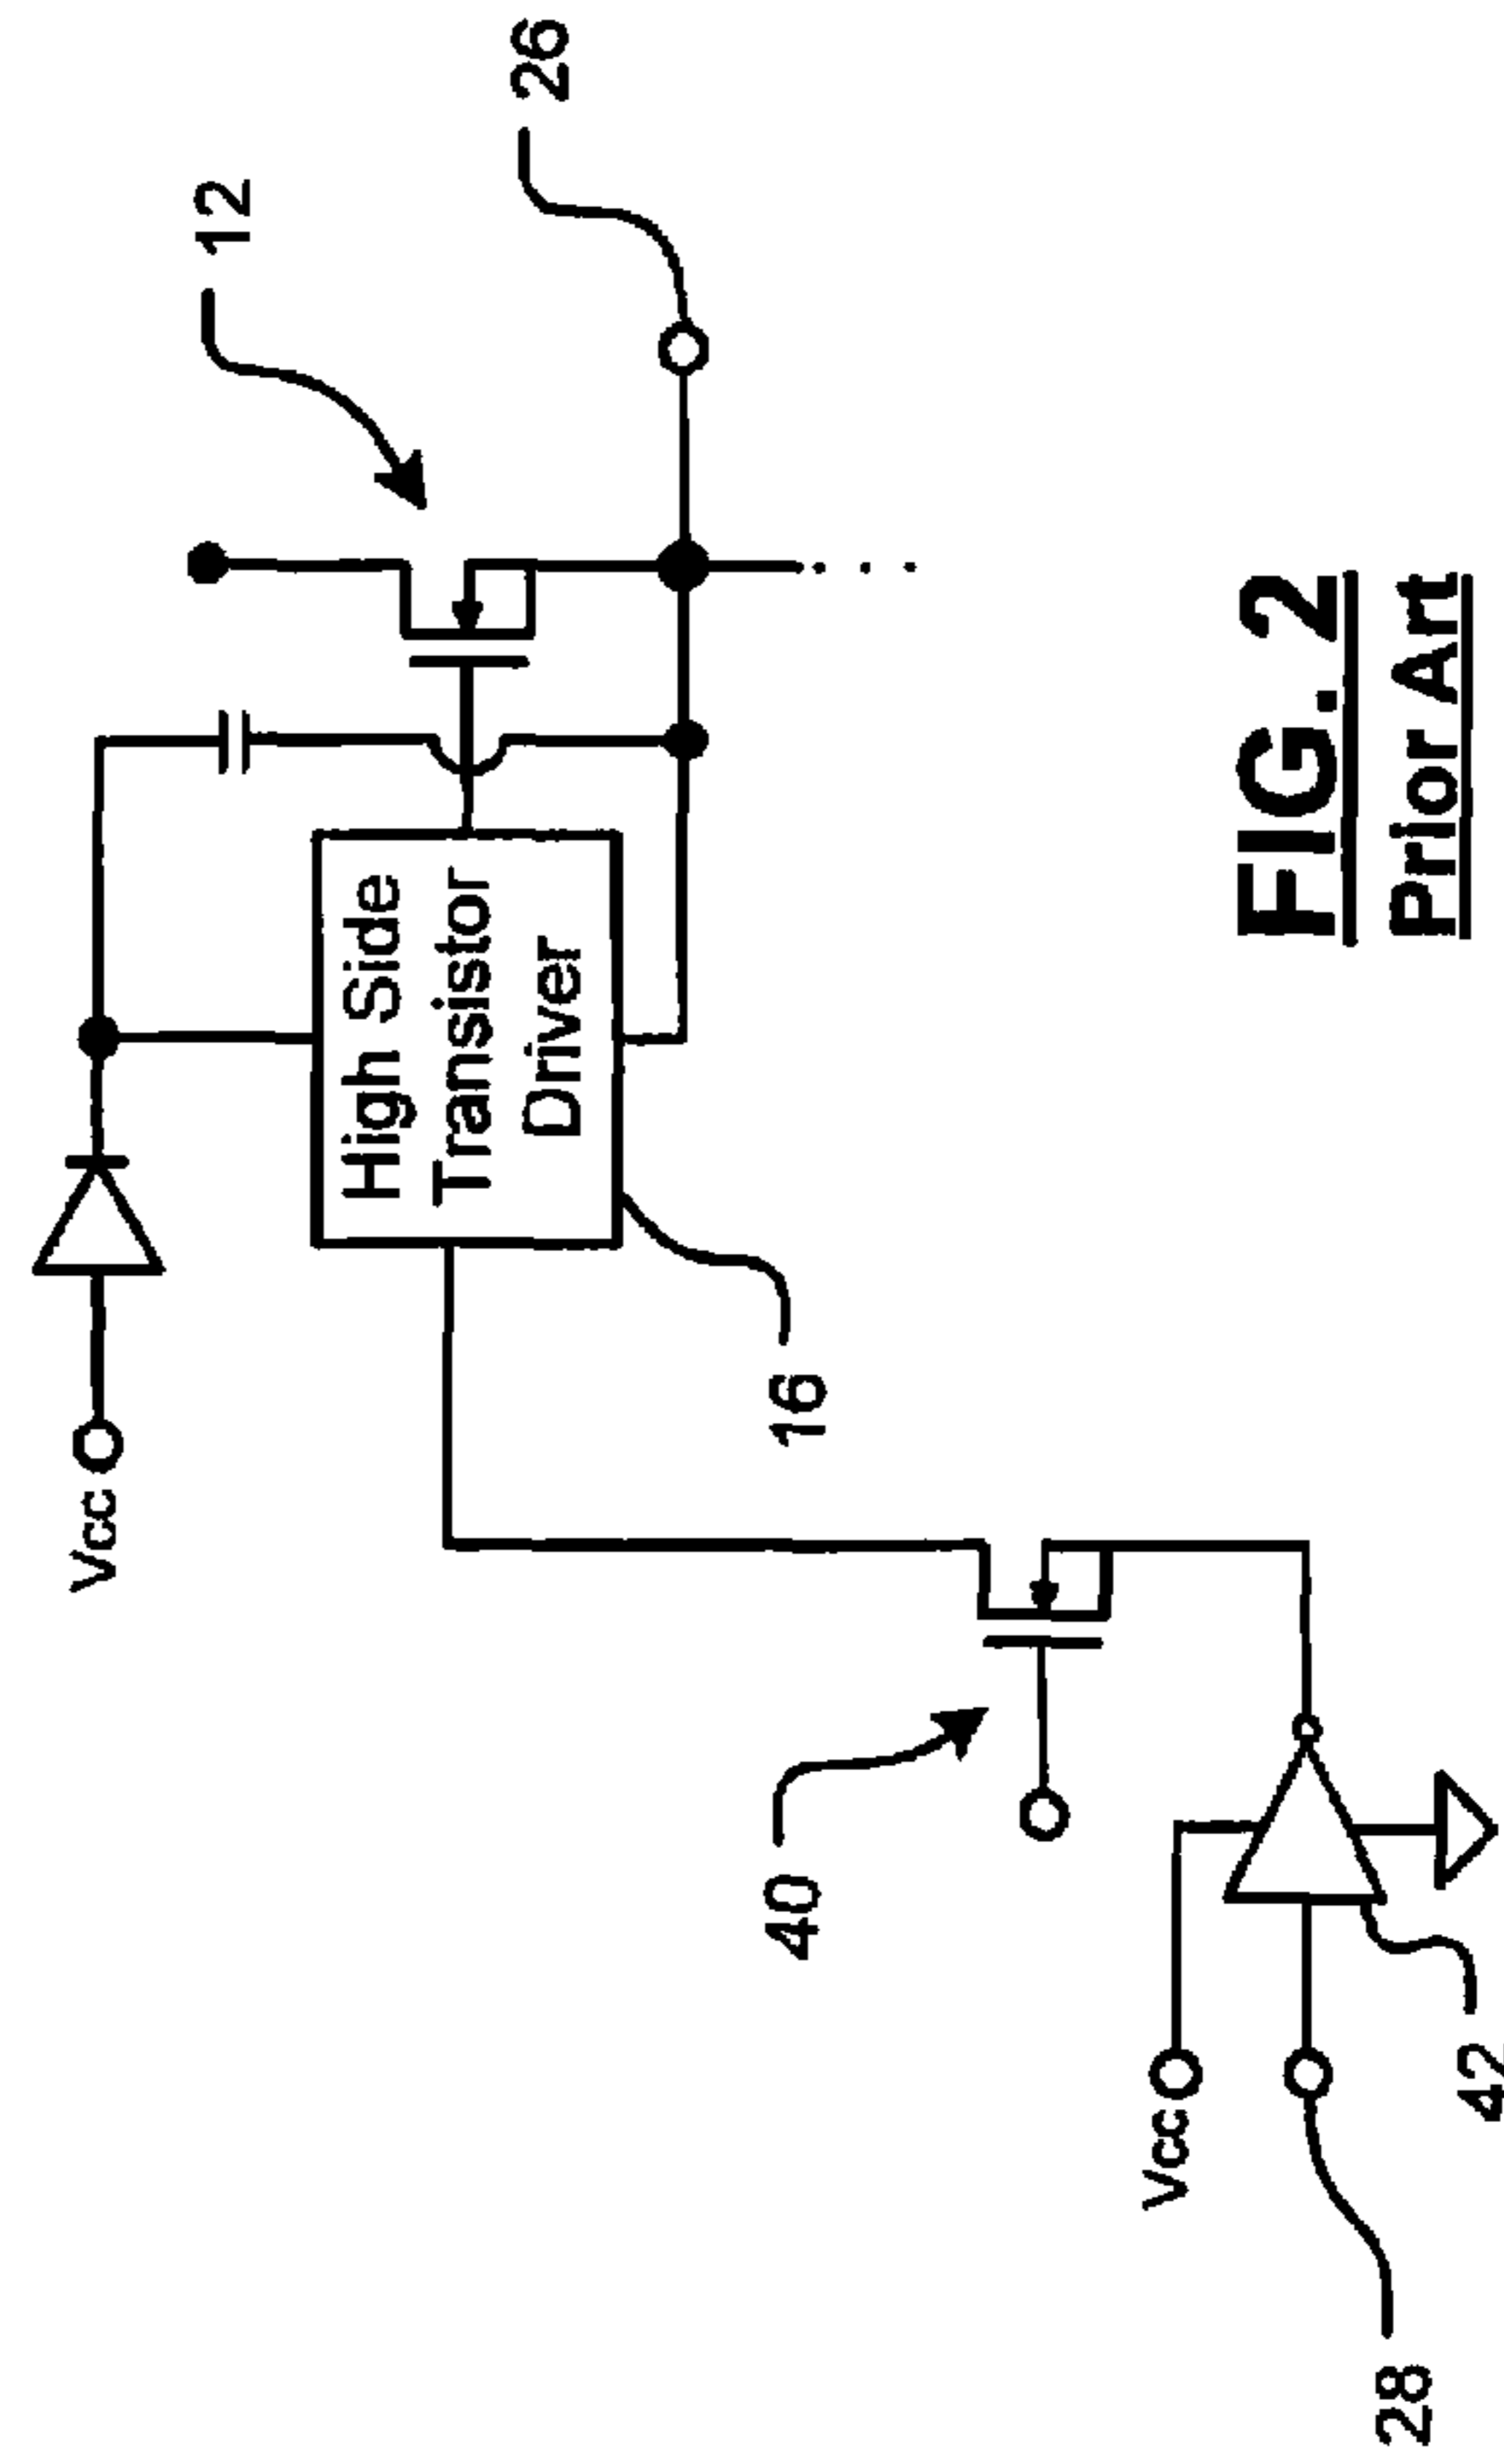 Vcc
12
26
High Side
Transistor
Driver
16
40
Vcc
28
42
FIG. 2
Prior Art